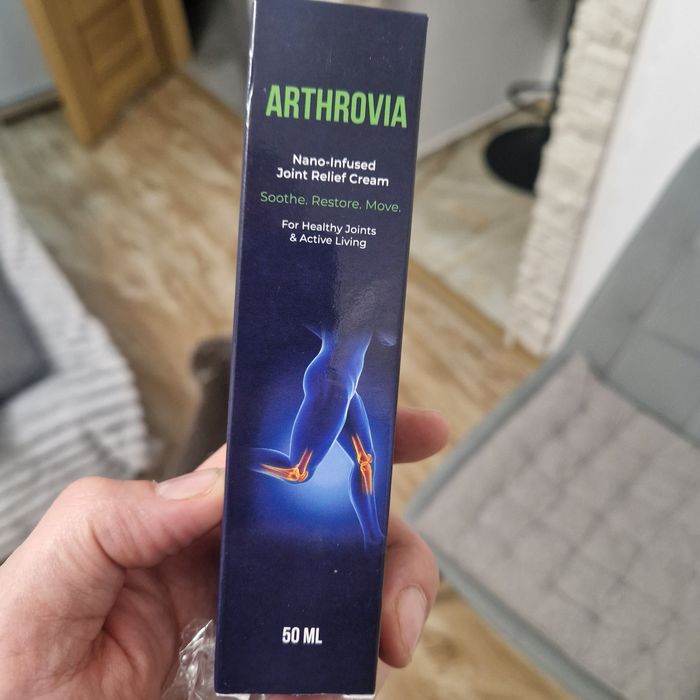 ARTHROVIA
Nano-Infused
Joint Relief Cream
Soothe. Restore. Move.
For Healthy Joints
& Active Living
50 ML